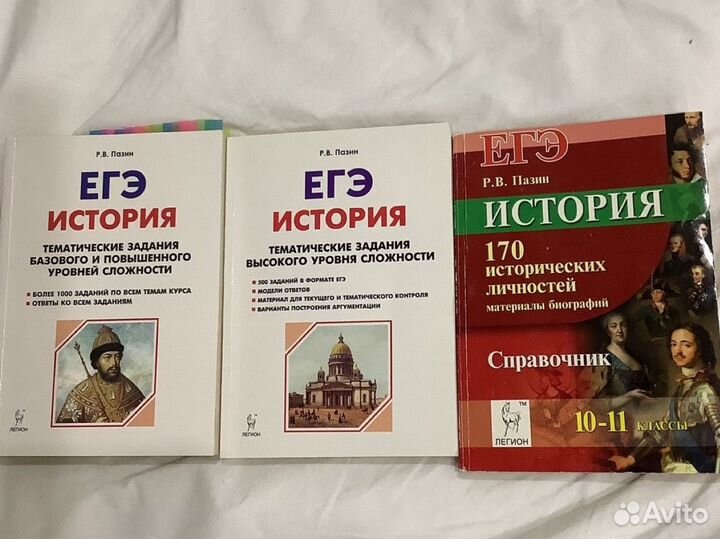 Р.В. Пазин
ЕГЭ
ИСТОРИЯ
ТЕМАТИЧЕСКИЕ ЗАДАНИЯ
БАЗОВОГО И ПОВЫШЕННОГО
УРОВНЕЙ СЛОЖНОСТИ
БОЛЕЕ 1000 ЗАДАНИЙ ПО ВСЕМ ТЕМАМ КУРСА
ОТВЕТЫ КО ВСЕМ ЗАДАНИЯМ
ЛЕГИОН
Р.В. Пазин
ЕГЭ
ИСТОРИЯ
ТЕМАТИЧЕСКИЕ ЗАДАНИЯ
ВЫСОКОГО УРОВНЯ СЛОЖНОСТИ
500 ЗАДАНИЙ В ФОРМАТЕ ЕГЭ
МОДЕЛИ ОТВЕТОВ
МАТЕРИАЛ ДЛЯ ТЕКУЩЕГО И ТЕМАТИЧЕСКОГО КОНТРОЛЯ
ВАРИАНТЫ ПОСТРОЕНИЯ АРГУМЕНТАЦИИ
ЛЕГИОН
ЕГЭ
Р.В. Пазин
ИСТОРИЯ
170
исторических
личностей
материалы биографий
Справочник
TM
ЛЕГИОН
10-11 КЛАССЫ
Avito